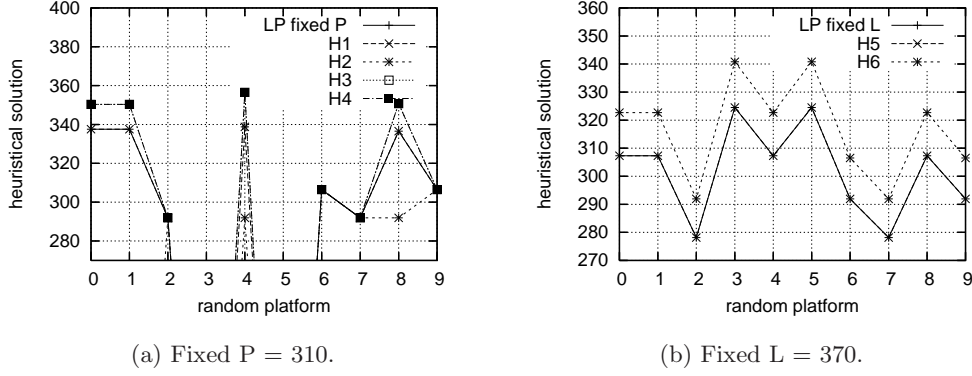 400
380
360
340
320
300
280
heuristical solution
LP fixed P
H1
H2
H3
H4
0 1 2 3 4 5 6 7 8 9
random platform
(a) Fixed P = 310.
360
350
340
330
320
310
300
290
280
270
260
heuristical solution
LP fixed L
H5
H6
0 1 2 3 4 5 6 7 8 9
random platform
(b) Fixed L = 370.